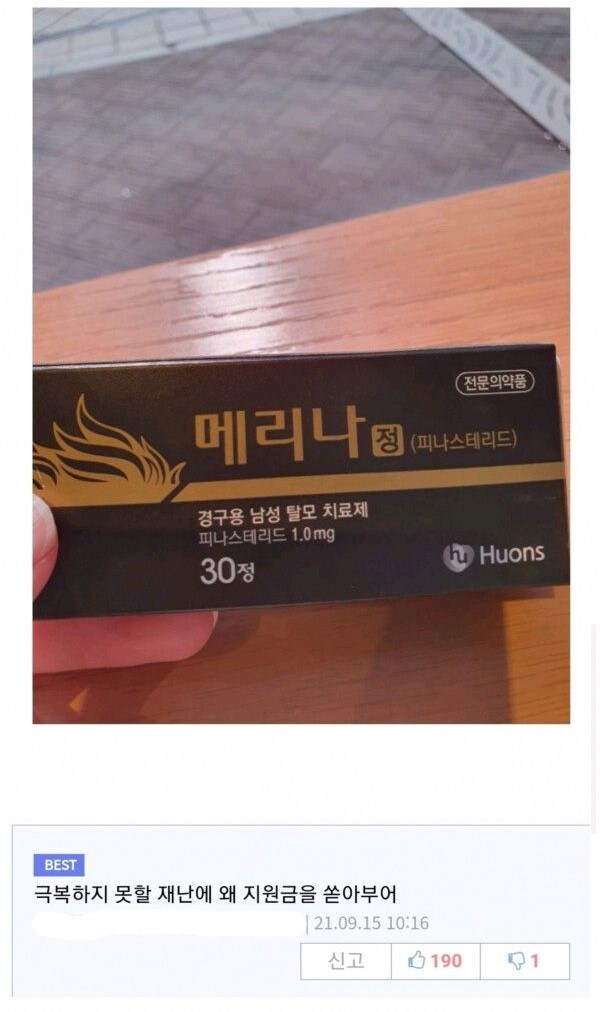 전문의약품
메리나 정 (피나스테리드)
경구용 남성 탈모 치료제
피나스테리드 1.0mg
30정
hu Huons
BEST
극복하지 못할 재난에 왜 지원금을 쏟아부어
| 21.09.15 10:16
신고 190 1